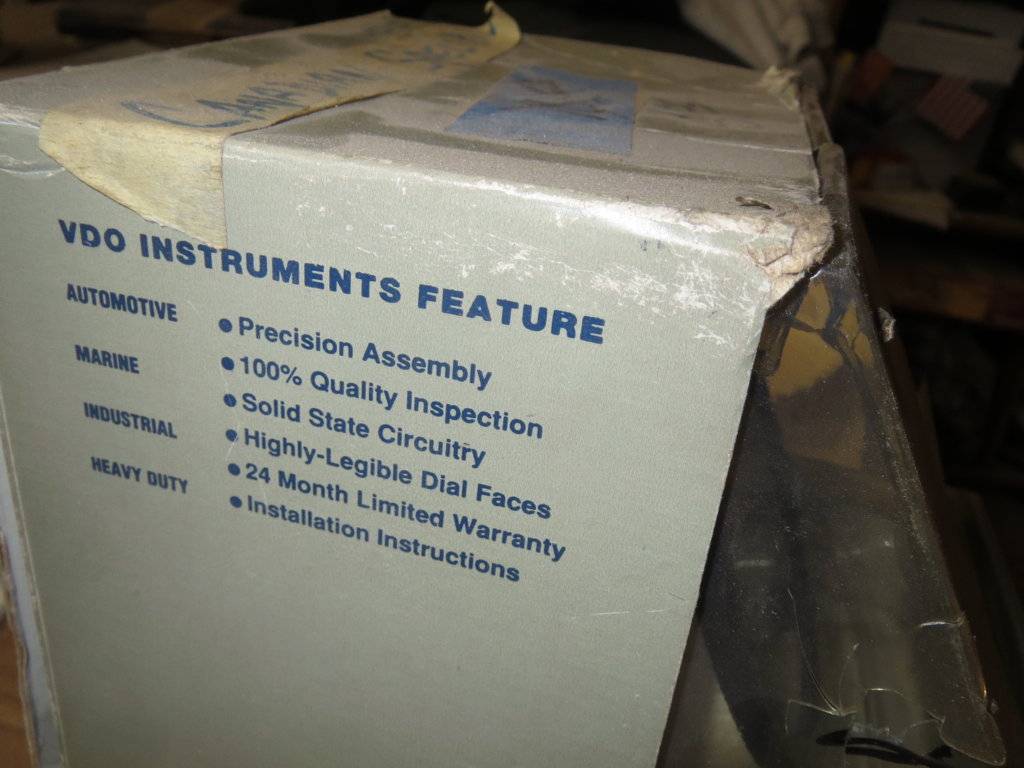 CANADIAN
VDO INSTRUMENTS FEATURE
AUTOMOTIVE
MARINE
INDUSTRIAL
HEAVY DUTY
● Precision Assembly
● 100% Quality Inspection
● Solid State Circuitry
● Highly-Legible Dial Faces
● 24 Month Limited Warranty
● Installation Instructions